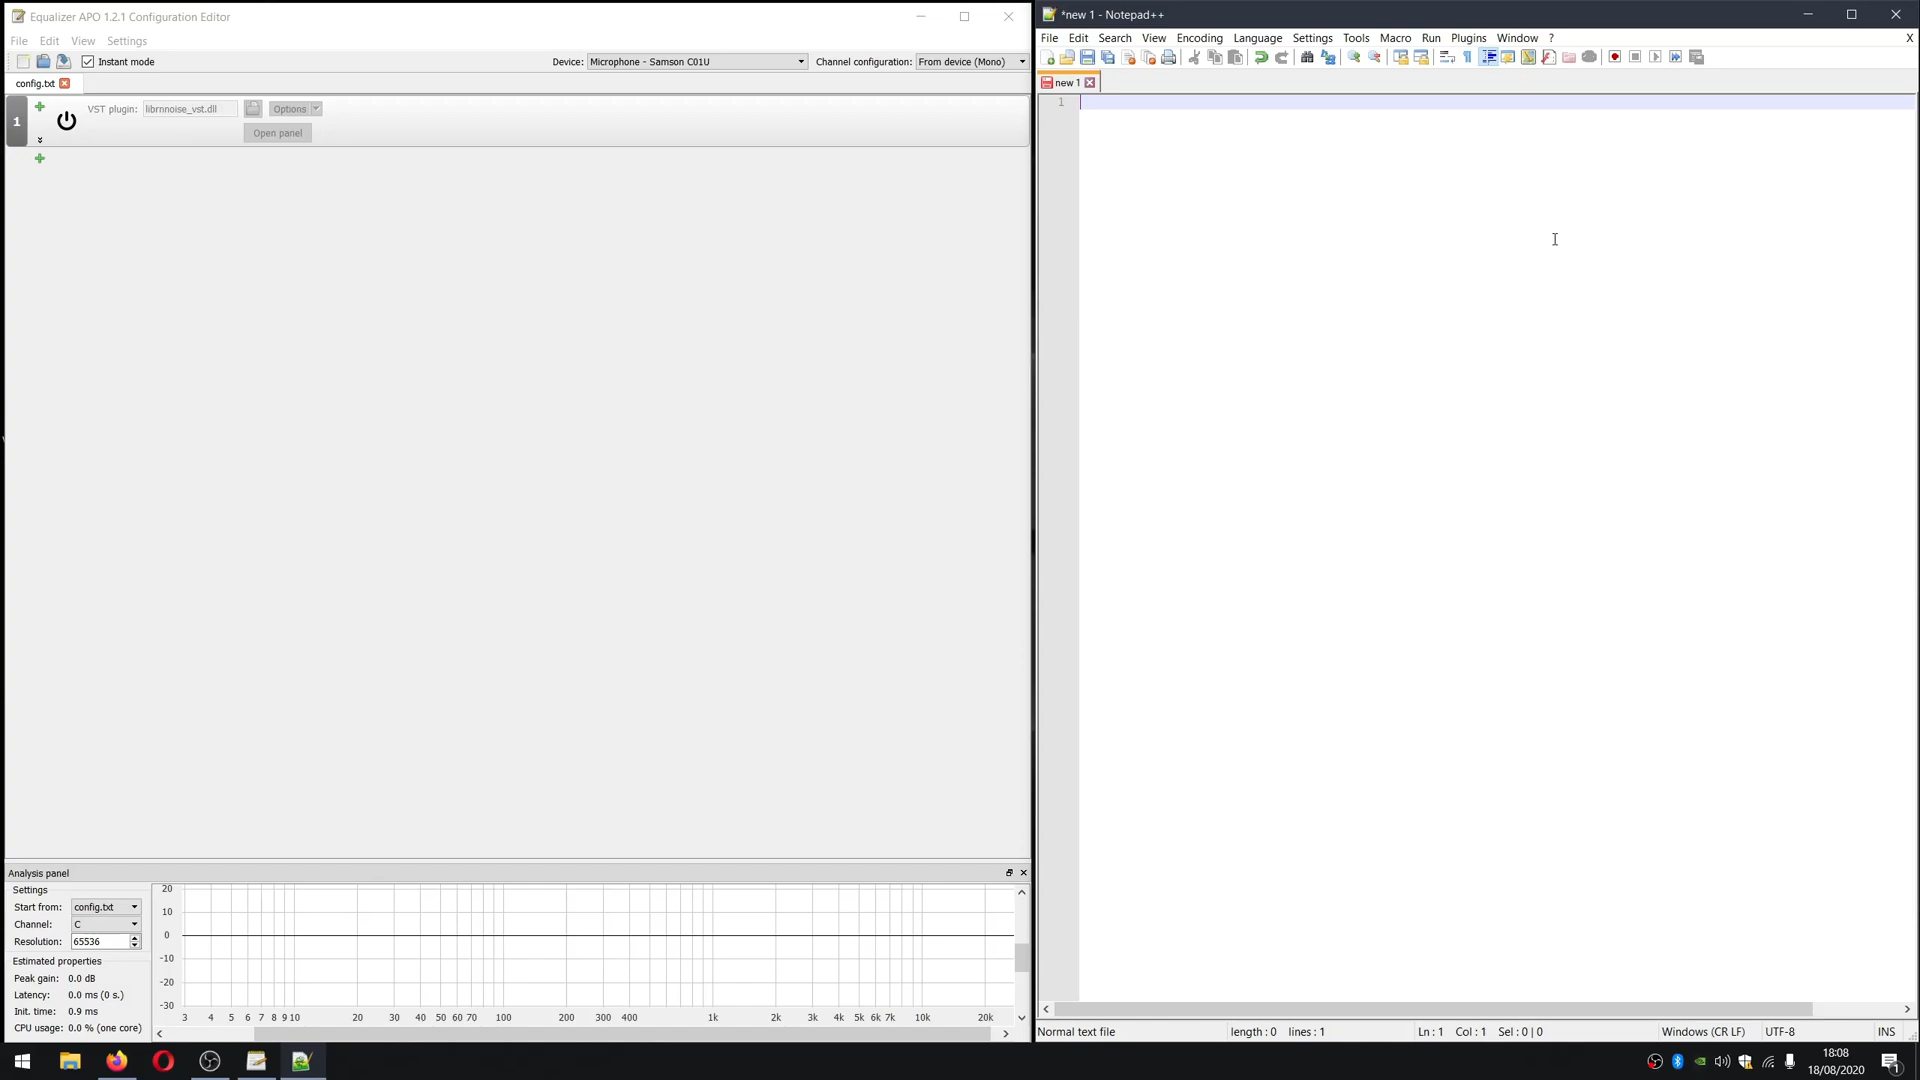 Equalizer APO 1.2.1 Configuration Editor
File Edit View Settings
Instant mode
Device: Microphone - Samson C01U
Channel configuration: From device (Mono)
config.txt
1
VST plugin: librnnoise_vst.dll Options
Open panel
Analysis panel
Settings
Start from: config.txt
Channel: C
Resolution: 65536
Estimated properties
Peak gain: 0.0 dB
Latency: 0.0 ms (0 s.)
Init. time: 0.9 ms
CPU usage: 0.0 % (one core)
20
10
0
-10
-20
-30
3 4 5 6 7 8 9 10 20 30 40 50 60 70 100 200 300 400 1k 2k 3k 4k 5k 6k 7k 10k 20k
*new 1 - Notepad++
File Edit Search View Encoding Language Settings Tools Macro Run Plugins Window ? X
new 1
1
Normal text file length : 0 lines : 1 Ln : 1 Col : 1 Sel : 0 | 0 Windows (CR LF) UTF-8 INS
18:08
18/08/2020
1